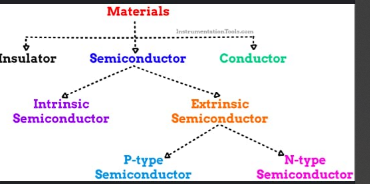 Materials
InstrumentationTools.com
Insulator Semiconductor Conductor
Intrinsic Extrinsic
Semiconductor Semiconductor
P-type N-type
Semiconductor Semiconductor